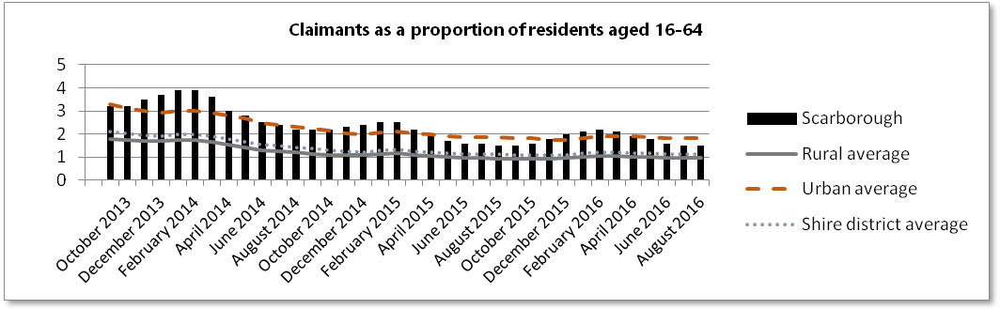 Claimants as a proportion of residents aged 16-64
5
4
3
2
1
0
October 2013
December 2013
February 2014
April 2014
June 2014
August 2014
October 2014
December 2014
February 2015
April 2015
June 2015
August 2015
October 2015
December 2015
February 2016
April 2016
June 2016
August 2016
Scarborough
Rural average
Urban average
Shire district average